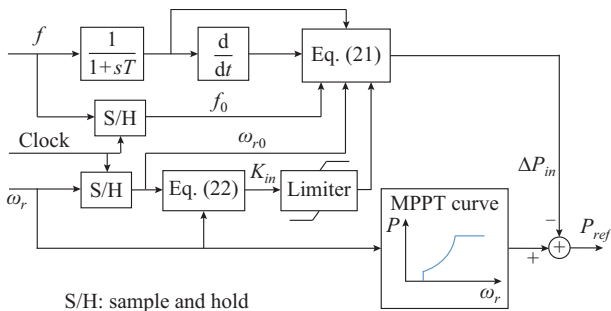 f
1
1+sT
d
dt
Eq. (21)
S/H
f0
Clock
ωr0
ΔPin
S/H
Eq. (22)
Kin
Limiter
ωr
MPPT curve
P
ωr
−
+
+
Pref
S/H: sample and hold